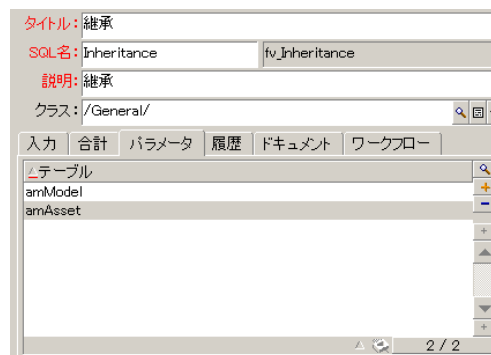 タイトル：継承
SQL名：Inheritance fv_Inheritance
説明：継承
クラス：/General/
入力 合計 パラメータ 履歴 ドキュメント ワークフロー
テーブル
amModel
amAsset
2 / 2